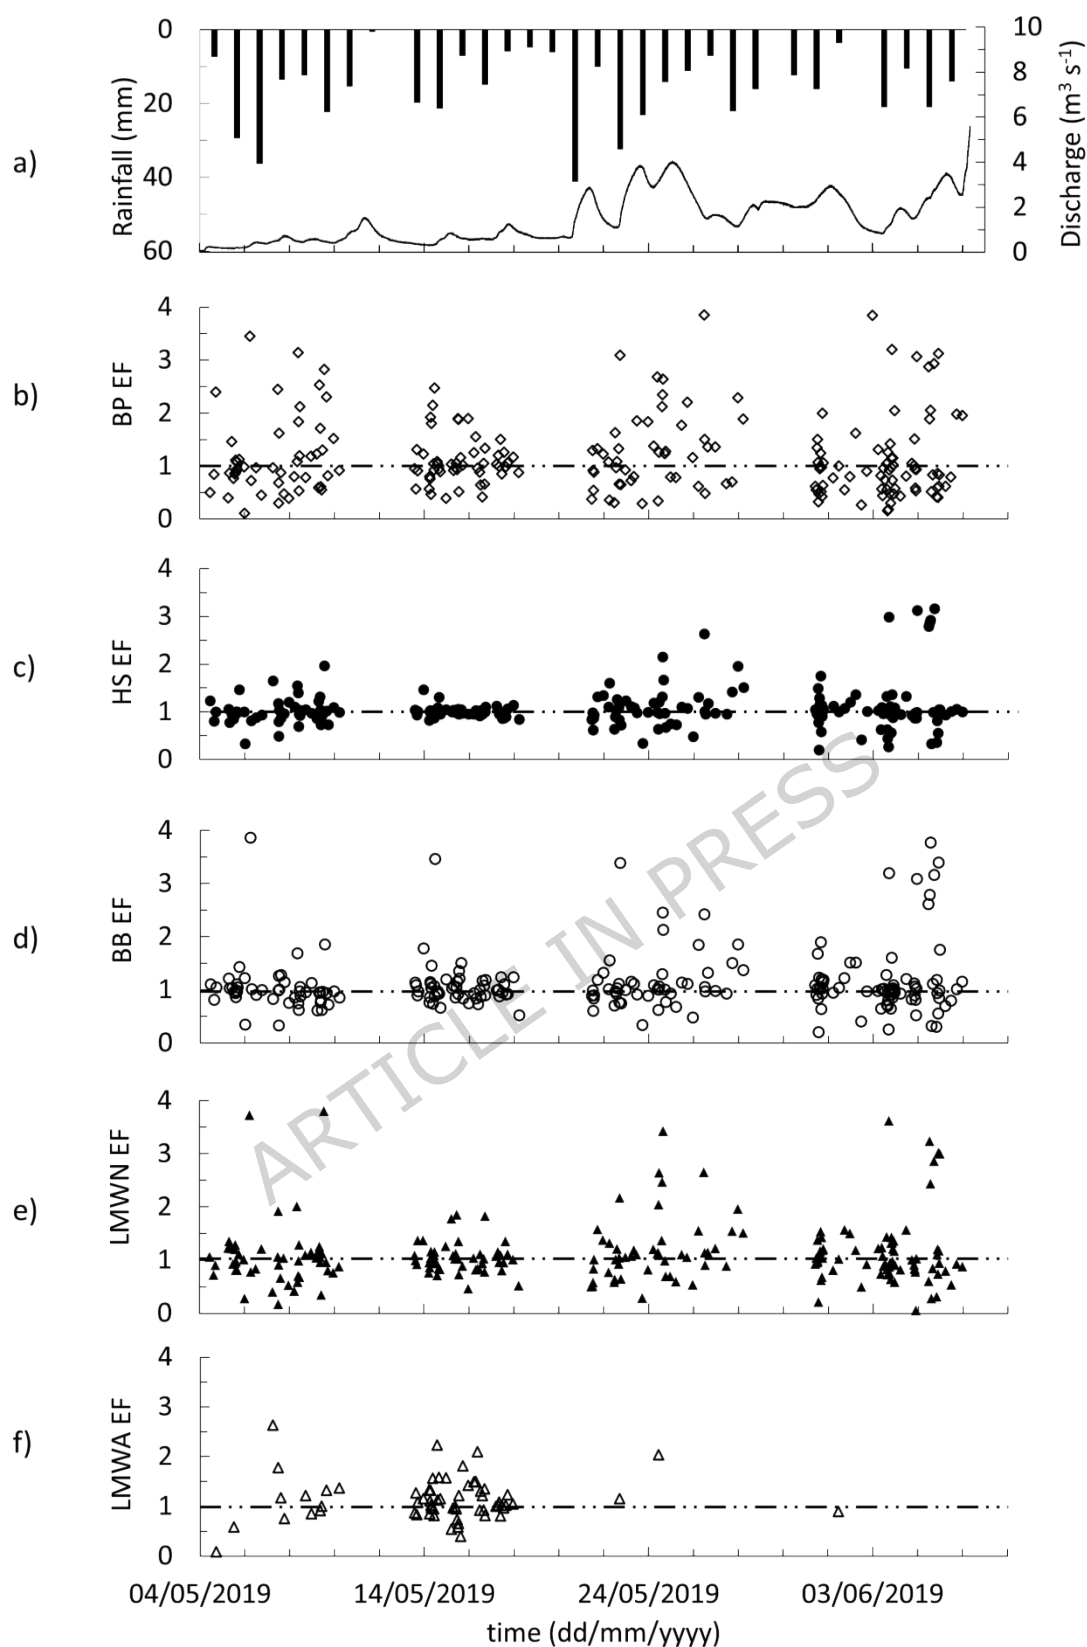 a)
Rainfall (mm)
0
20
40
60
10
8
6
4
2
0
Discharge (m³ s⁻¹)
b)
BP EF
4
3
2
1
0
c)
HS EF
4
3
2
1
0
d)
BB EF
4
3
2
1
0
e)
LMWN EF
4
3
2
1
0
f)
LMWA EF
4
3
2
1
0
04/05/2019 14/05/2019 24/05/2019 03/06/2019
time (dd/mm/yyyy)
ARTICLE IN PRESS